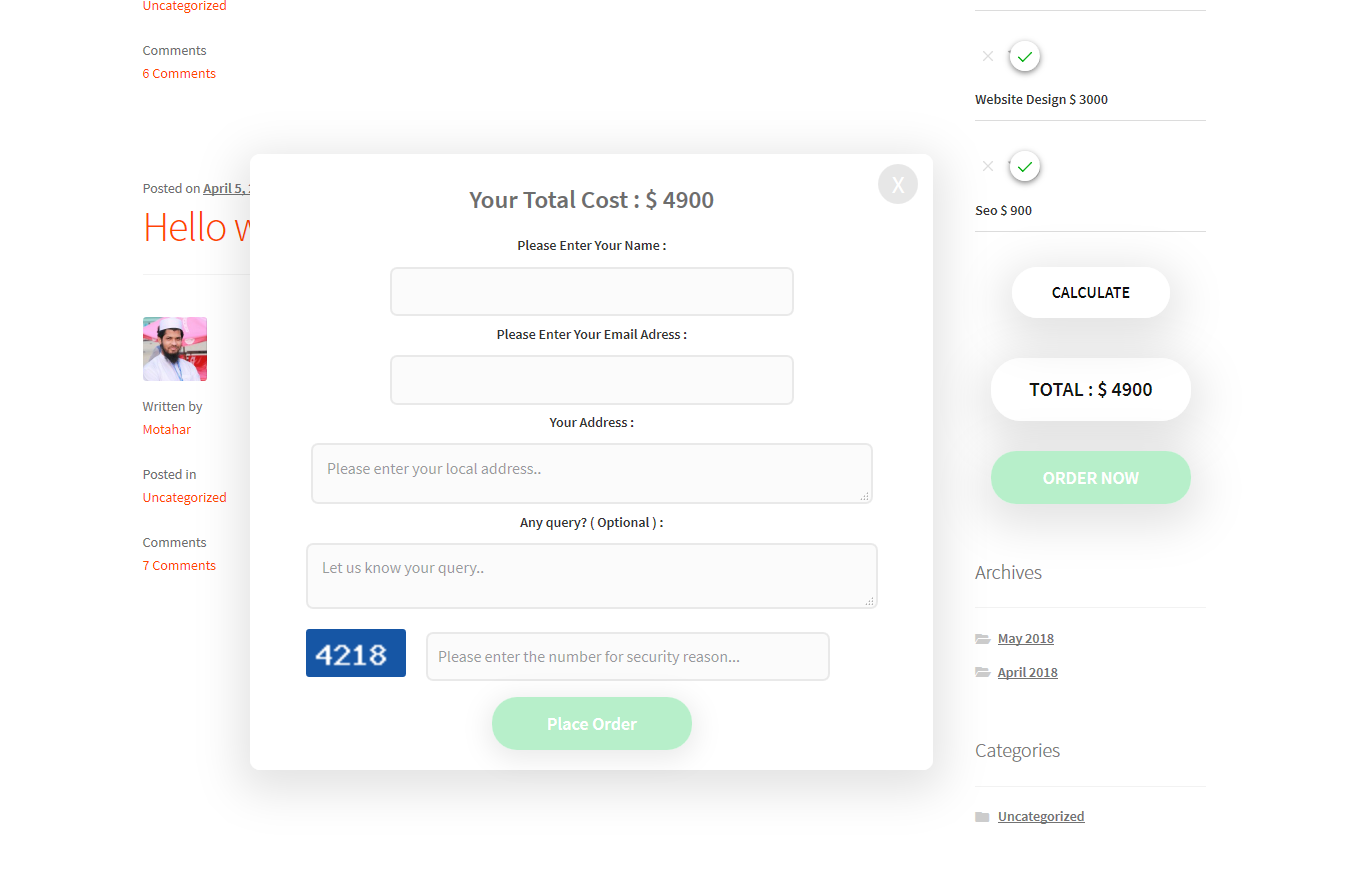 Uncategorized
Comments
6 Comments
Posted on April 5,
Hello
Written by
Motahar
Posted in
Uncategorized
Comments
7 Comments
X
Your Total Cost : $ 4900
Please Enter Your Name :
Please Enter Your Email Adress :
Your Address :
Please enter your local address..
Any query? ( Optional ) :
Let us know your query..
4218
Please enter the number for security reason...
Place Order
Website Design $ 3000
Seo $ 900
CALCULATE
TOTAL : $ 4900
ORDER NOW
Archives
May 2018
April 2018
Categories
Uncategorized